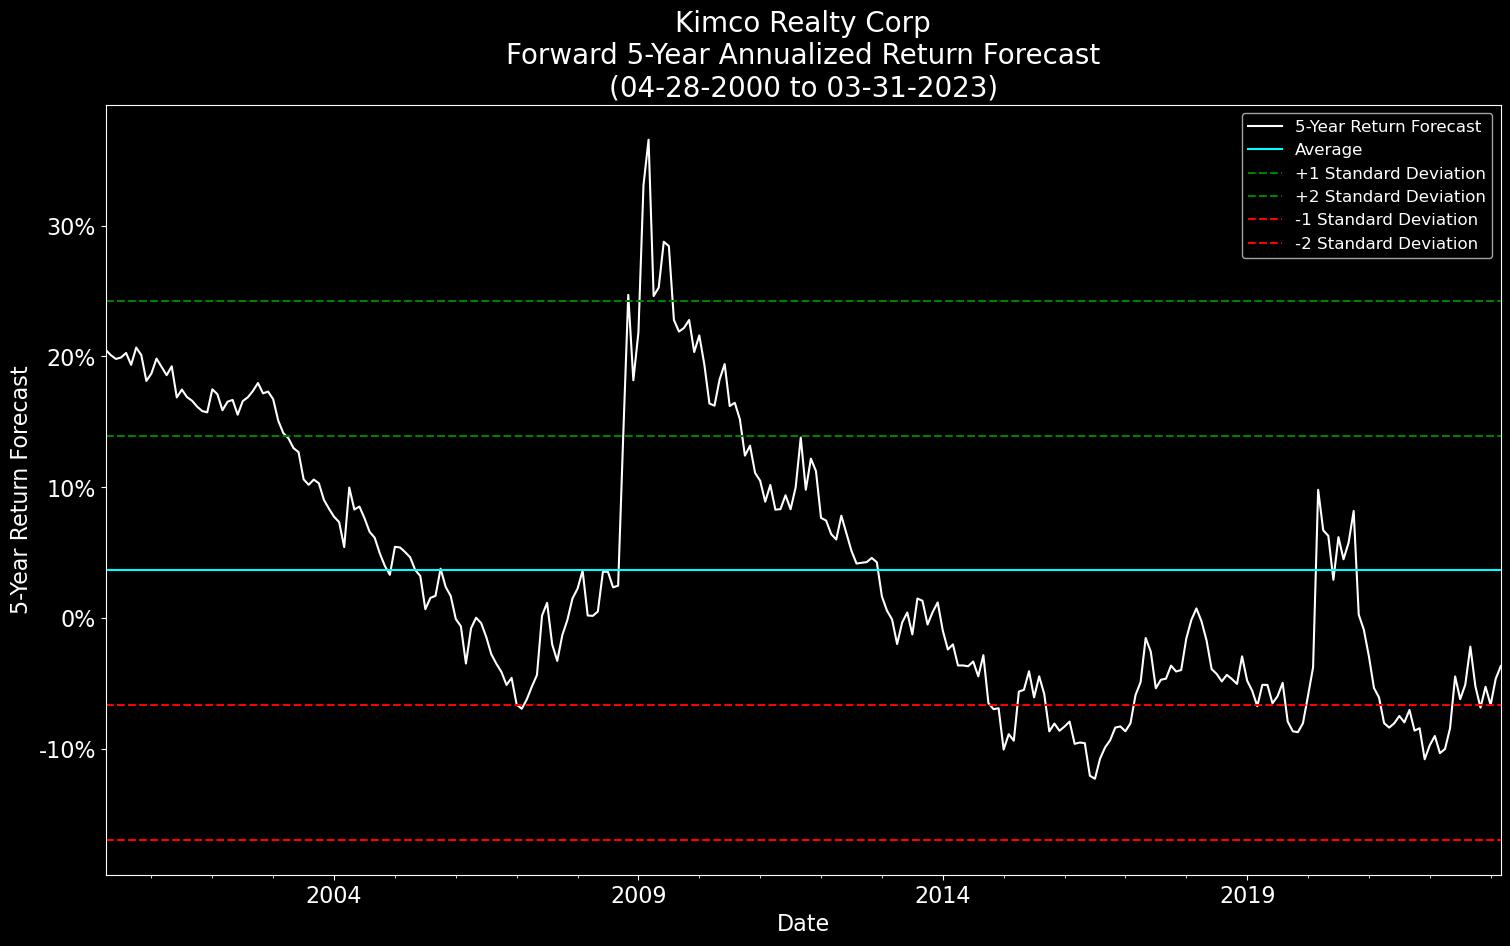 Kimco Realty Corp
Forward 5-Year Annualized Return Forecast
(04-28-2000 to 03-31-2023)
5-Year Return Forecast
Average
+1 Standard Deviation
+2 Standard Deviation
-1 Standard Deviation
-2 Standard Deviation
5-Year Return Forecast
30%
20%
10%
0%
-10%
2004
2009
2014
2019
Date